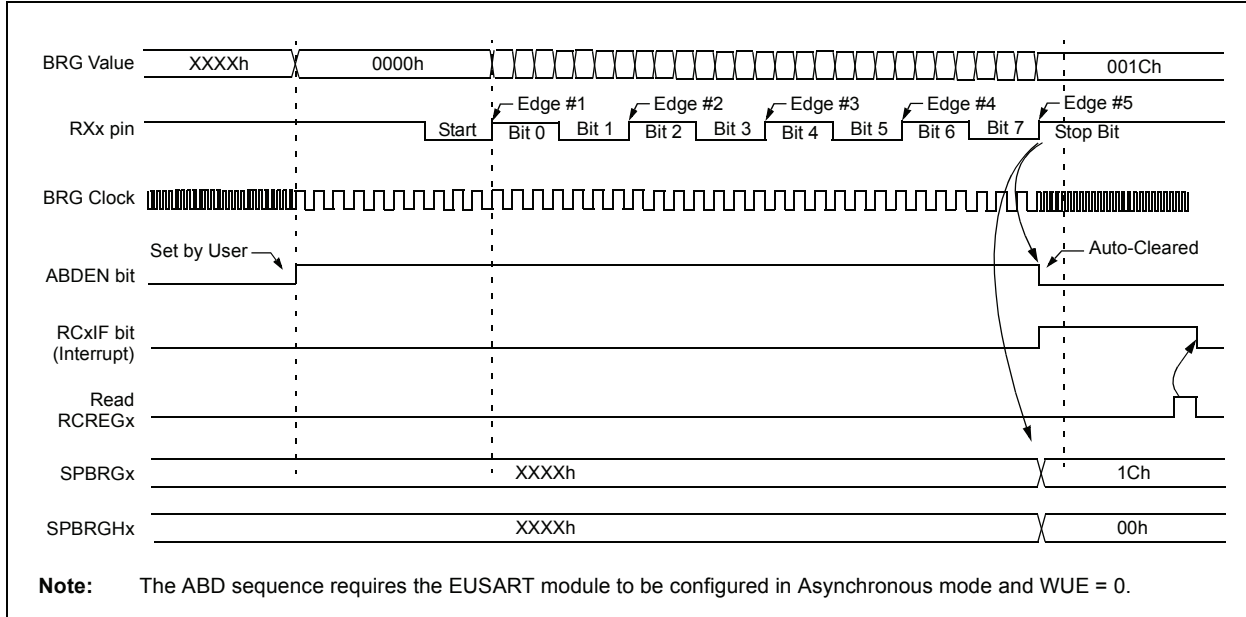 BRG Value XXXXh 0000h 001Ch
Edge #1 Edge #2 Edge #3 Edge #4 Edge #5
RXx pin Start Bit 0 Bit 1 Bit 2 Bit 3 Bit 4 Bit 5 Bit 6 Bit 7 Stop Bit
BRG Clock
Set by User Auto-Cleared
ABDEN bit
RCxIF bit
(Interrupt)
Read
RCREGx
SPBRGx XXXXh 1Ch
SPBRGHx XXXXh 00h
Note: The ABD sequence requires the EUSART module to be configured in Asynchronous mode and WUE = 0.